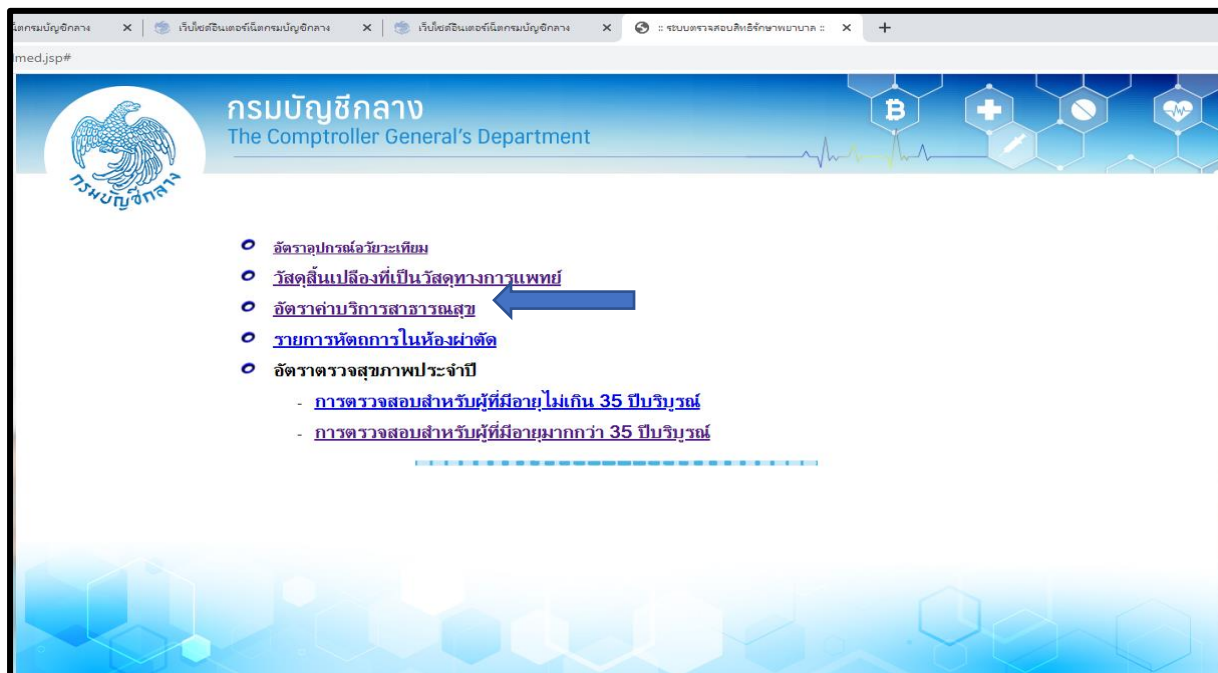 เว็บไซต์อินเตอร์เน็ตกรมบัญชีกลาง
เว็บไซต์อินเตอร์เน็ตกรมบัญชีกลาง
:: ระบบตรวจสอบสิทธิรักษาพยาบาล ::
med.jsp#
กรมบัญชีกลาง
The Comptroller General's Department
กรมบัญชีกลาง
อัตราอุปกรณ์อวัยวะเทียม
วัสดุสิ้นเปลืองที่เป็นวัสดุทางการแพทย์
อัตราค่าบริการสาธารณสุข
รายการหัตถการในห้องผ่าตัด
อัตราตรวจสุขภาพประจำปี
- การตรวจสอบสำหรับผู้ที่มีอายุไม่เกิน 35 ปีบริบูรณ์
- การตรวจสอบสำหรับผู้ที่มีอายุมากกว่า 35 ปีบริบูรณ์